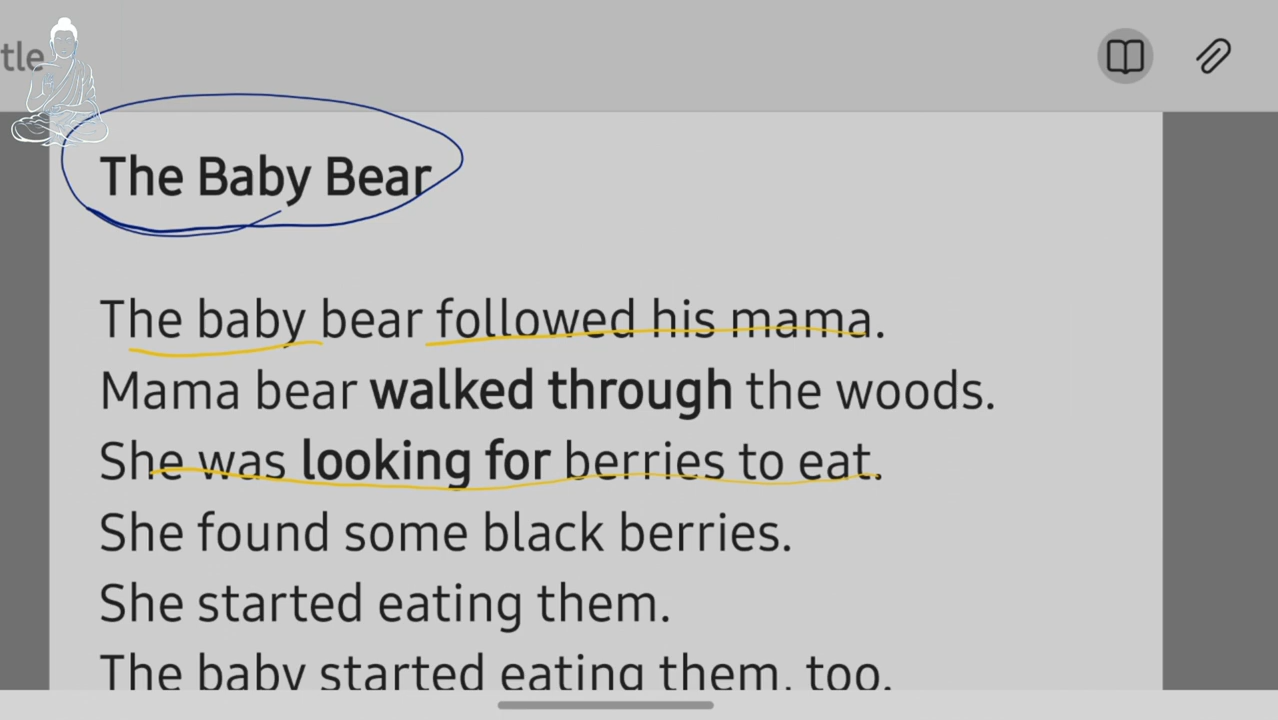 tle
The Baby Bear
The baby bear followed his mama.
Mama bear walked through the woods.
She was looking for berries to eat.
She found some black berries.
She started eating them.
The baby started eating them, too.